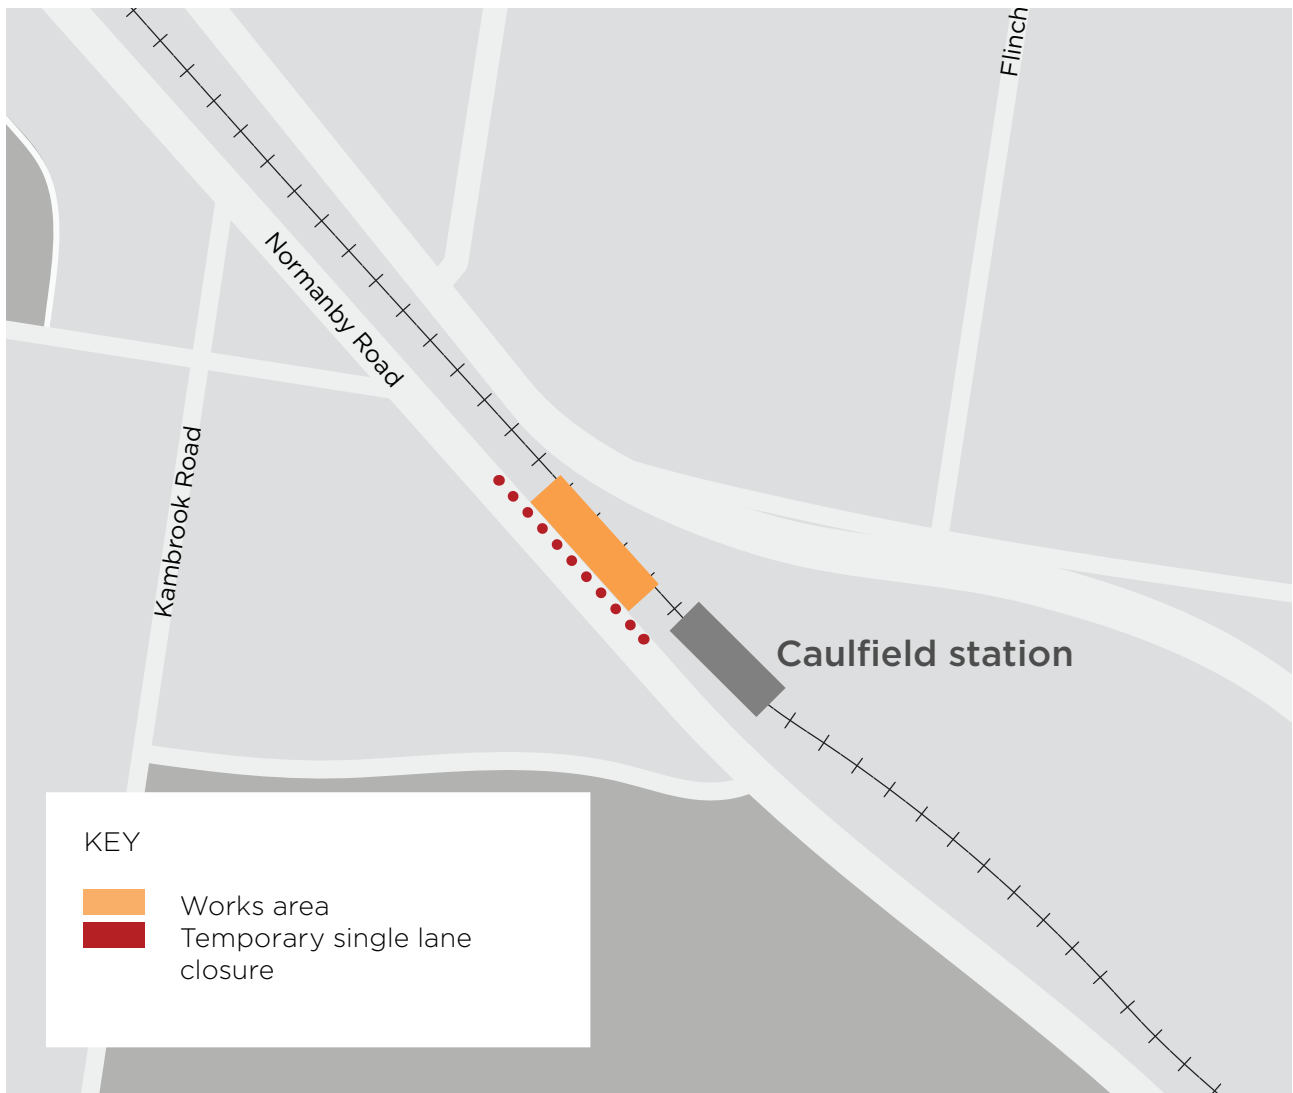 Flinch
Normanby Road
Kambrook Road
Caulfield station
KEY
Works area
Temporary single lane
closure